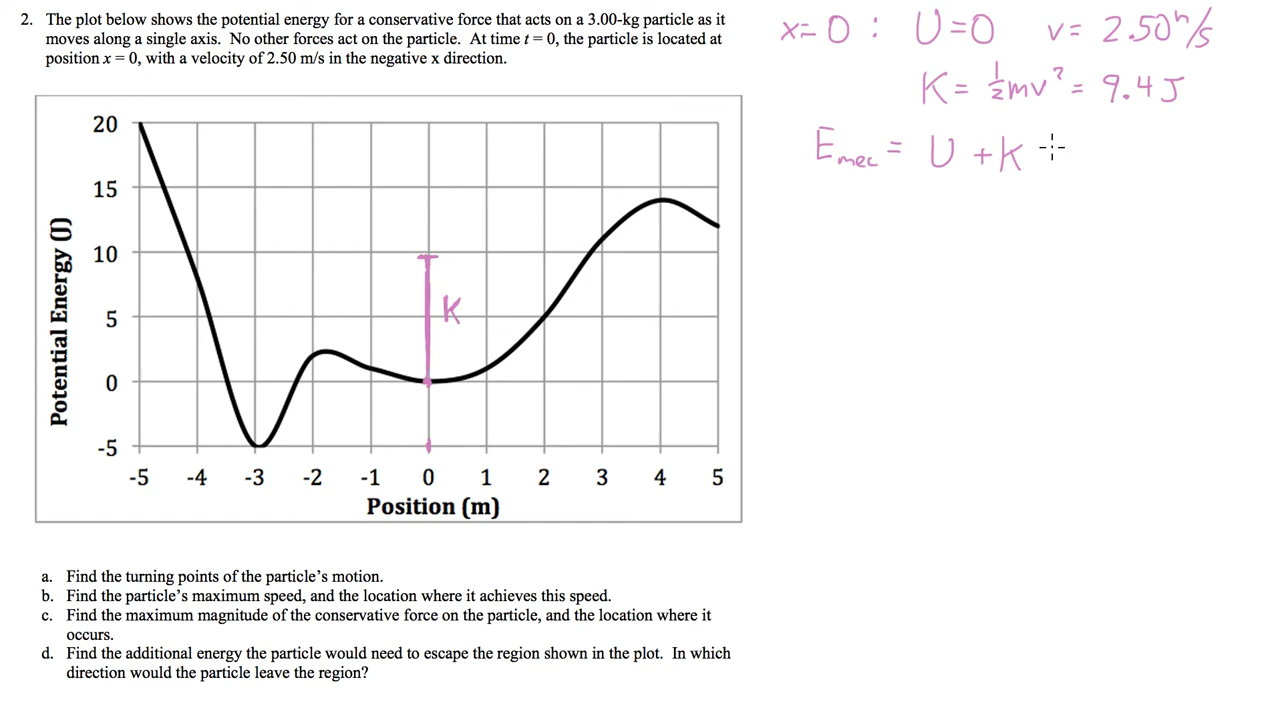 2. The plot below shows the potential energy for a conservative force that acts on a 3.00-kg particle as it
moves along a single axis. No other forces act on the particle. At time t = 0, the particle is located at
position x = 0, with a velocity of 2.50 m/s in the negative x direction.
x=0 : U=0 v= 2.50 m/s
K= ½mv² = 9.4J
E mec = U + K
20
15
10
5
0
-5
Potential Energy (J)
K
-5 -4 -3 -2 -1 0 1 2 3 4 5
Position (m)
a. Find the turning points of the particle's motion.
b. Find the particle's maximum speed, and the location where it achieves this speed.
c. Find the maximum magnitude of the conservative force on the particle, and the location where it
occurs.
d. Find the additional energy the particle would need to escape the region shown in the plot. In which
direction would the particle leave the region?